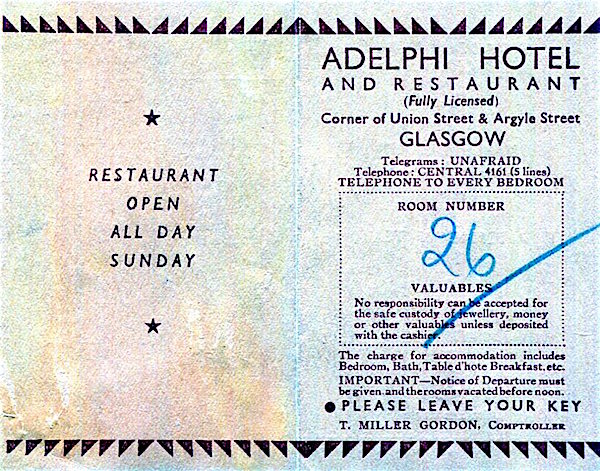 ★
RESTAURANT
OPEN
ALL DAY
SUNDAY
★
ADELPHI HOTEL
AND RESTAURANT
(Fully Licensed)
Corner of Union Street & Argyle Street
GLASGOW
Telegrams: UNAFRAID
Telephone: CENTRAL 4161 (5 lines)
TELEPHONE TO EVERY BEDROOM
ROOM NUMBER
26
VALUABLES
No responsibility can be accepted for
the safe custody of jewellery, money
or other valuables unless deposited
with the cashier.
The charge for accommodation includes
Bedroom, Bath, Table d'hote Breakfast, etc.
IMPORTANT—Notice of Departure must
be given and the rooms vacated before noon.
● PLEASE LEAVE YOUR KEY
T. MILLER GORDON, COMPTROLLER